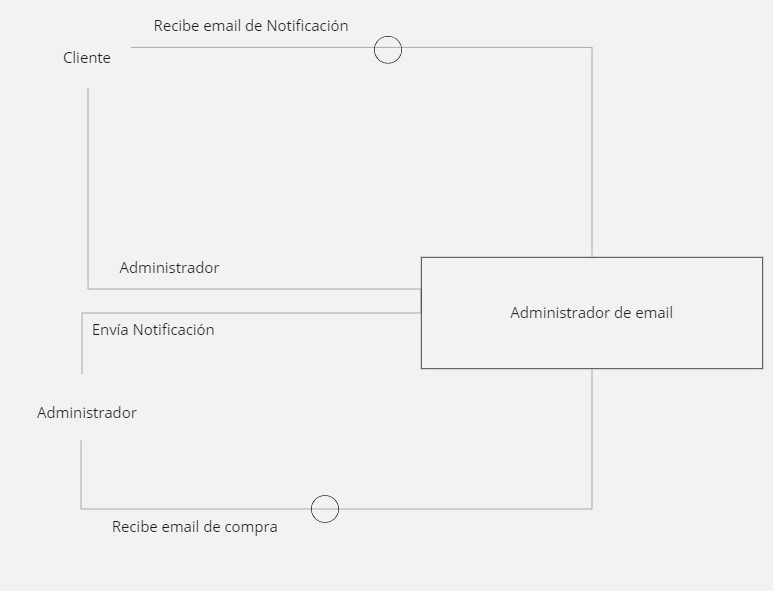 Recibe email de Notificación
Cliente
Administrador
Administrador de email
Envía Notificación
Administrador
Recibe email de compra